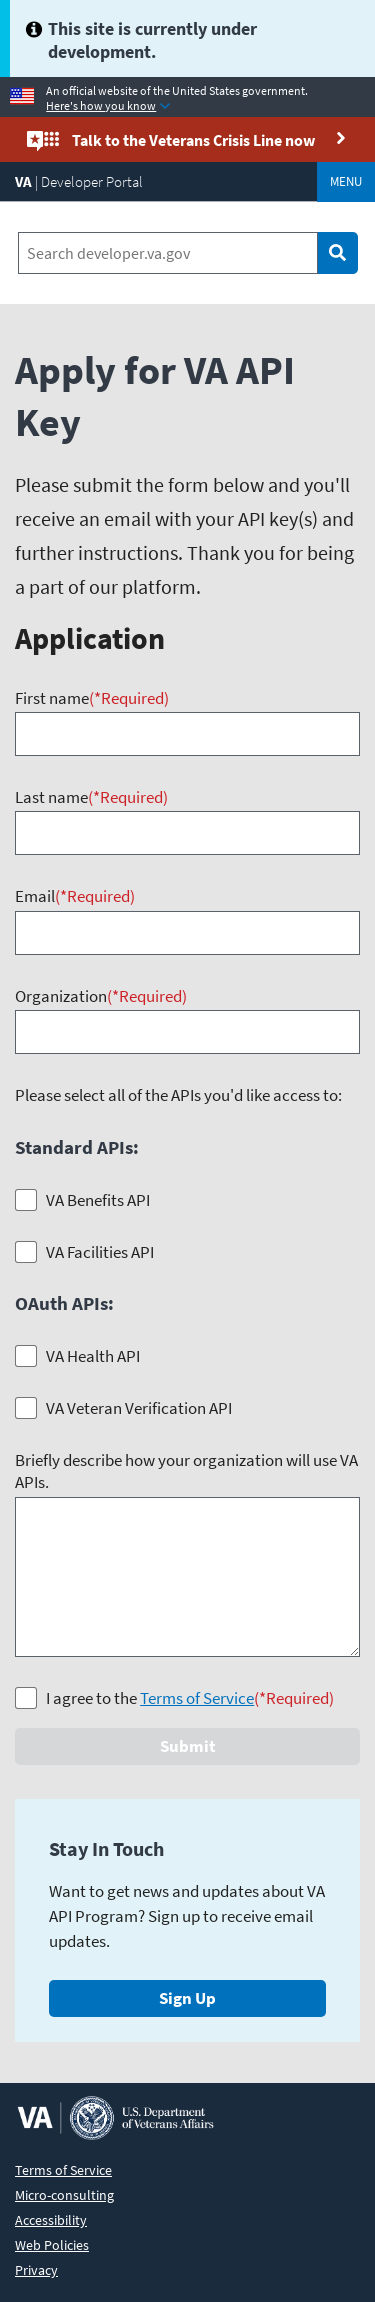 This site is currently under
development.
An official website of the United States government.
Here's how you know
Talk to the Veterans Crisis Line now
VA | Developer Portal
MENU
Search developer.va.gov
Apply for VA API
Key
Please submit the form below and you'll
receive an email with your API key(s) and
further instructions. Thank you for being
a part of our platform.
Application
First name(*Required)
Last name(*Required)
Email(*Required)
Organization(*Required)
Please select all of the APIs you'd like access to:
Standard APIs:
VA Benefits API
VA Facilities API
OAuth APIs:
VA Health API
VA Veteran Verification API
Briefly describe how your organization will use VA
APIs.
I agree to the Terms of Service(*Required)
Submit
Stay In Touch
Want to get news and updates about VA
API Program? Sign up to receive email
updates.
Sign Up
VA
U.S. Department
of Veterans Affairs
Terms of Service
Micro-consulting
Accessibility
Web Policies
Privacy